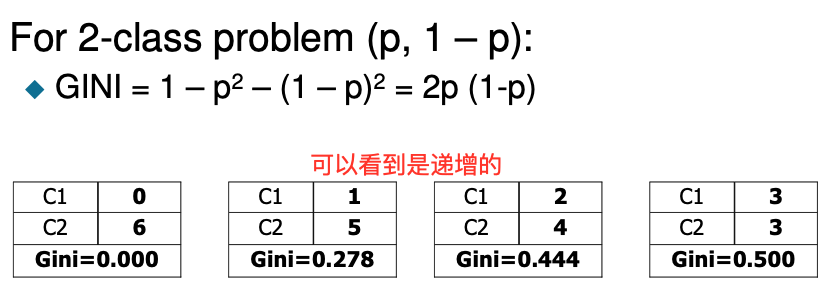 For 2-class problem (p, 1 – p):
◆ GINI = 1 – p² – (1 – p)² = 2p (1-p)
可以看到是递增的
C1 0 C1 1 C1 2 C1 3
C2 6 C2 5 C2 4 C2 3
Gini=0.000 Gini=0.278 Gini=0.444 Gini=0.500